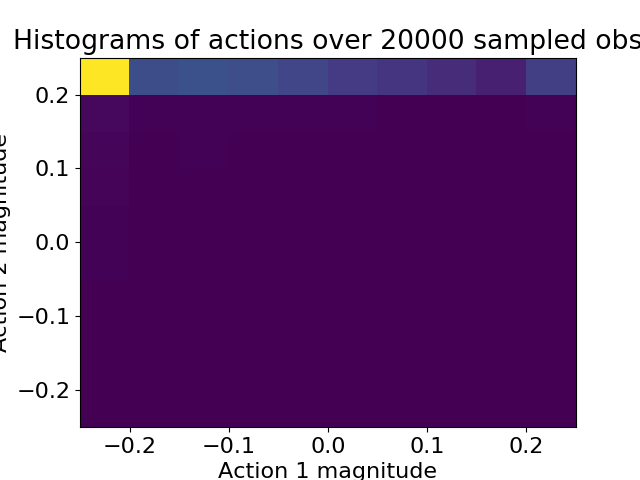 Histograms of actions over 20000 sampled obs
0.2
0.1
0.0
−0.1
−0.2
Action 2 magnitude
−0.2 −0.1 0.0 0.1 0.2
Action 1 magnitude